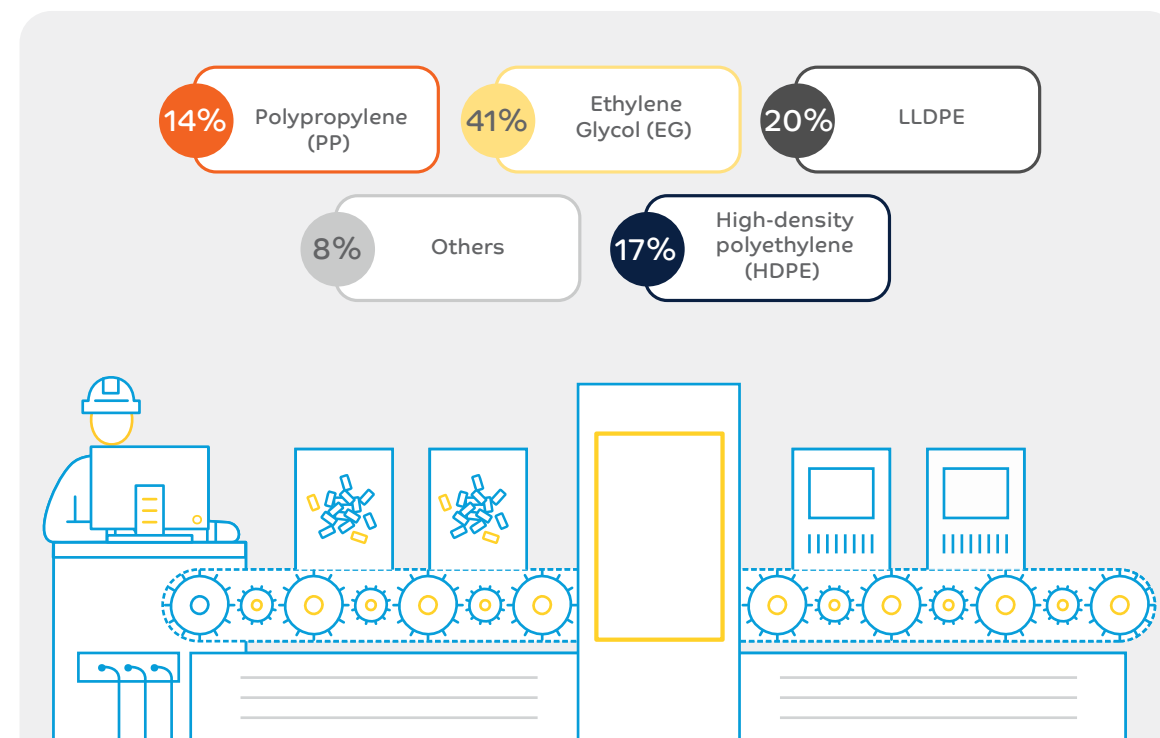 14%
Polypropylene
(PP)
41%
Ethylene
Glycol (EG)
20%
LLDPE
8%
Others
17%
High-density
polyethylene
(HDPE)